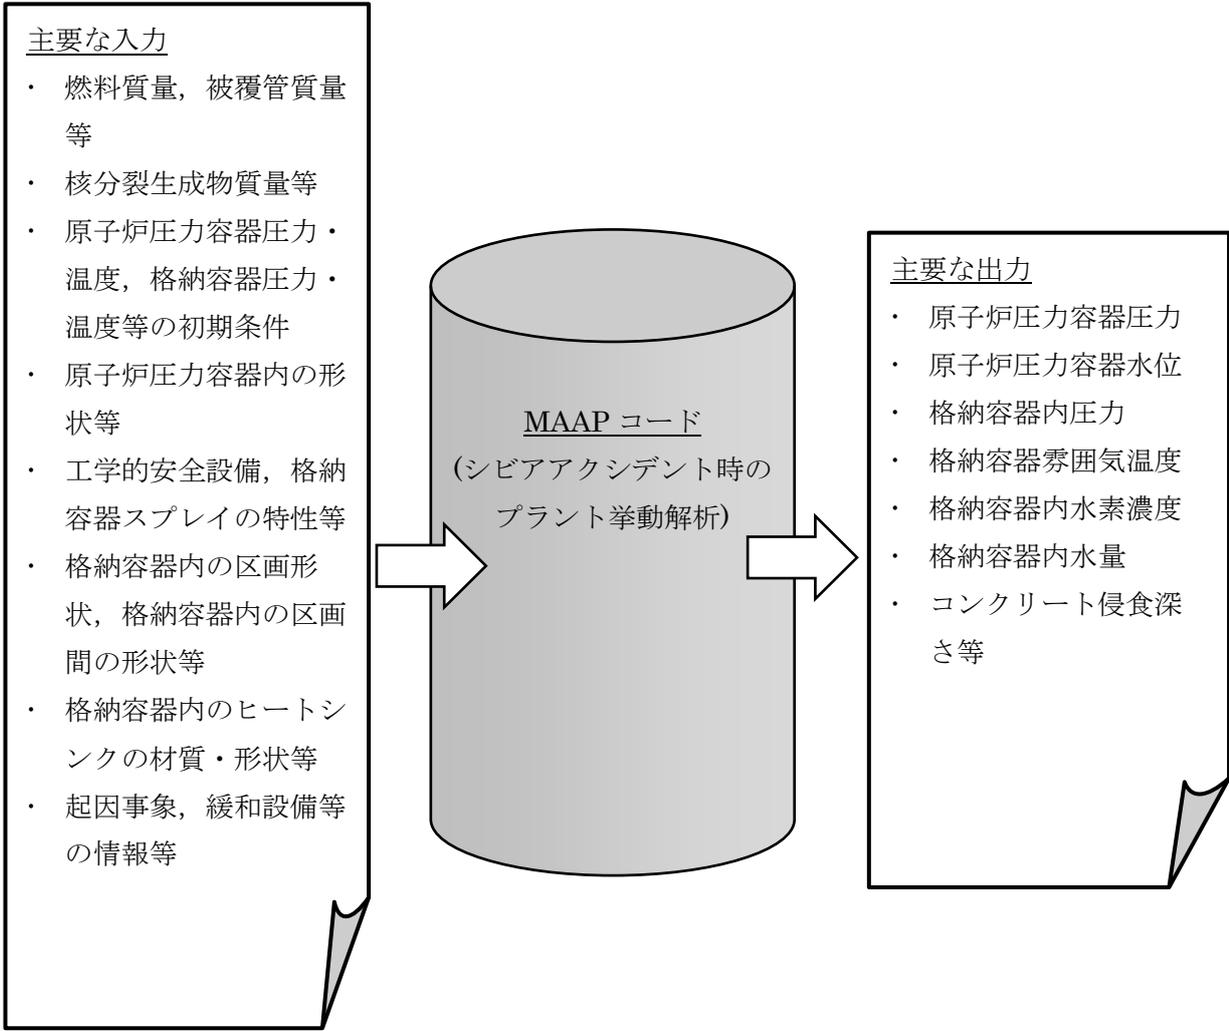 主要な入力
・ 燃料質量，被覆管質量
等
・ 核分裂生成物質量等
・ 原子炉圧力容器圧力・
温度，格納容器圧力・
温度等の初期条件
・ 原子炉圧力容器内の形
状等
・ 工学的安全設備，格納
容器スプレイの特性等
・ 格納容器内の区画形
状，格納容器内の区画
間の形状等
・ 格納容器内のヒートシ
ンクの材質・形状等
・ 起因事象，緩和設備等
の情報等
MAAP コード
(シビアアクシデント時の
プラント挙動解析)
主要な出力
・ 原子炉圧力容器圧力
・ 原子炉圧力容器水位
・ 格納容器内圧力
・ 格納容器雰囲気温度
・ 格納容器内水素濃度
・ 格納容器内水量
・ コンクリート侵食深
さ等